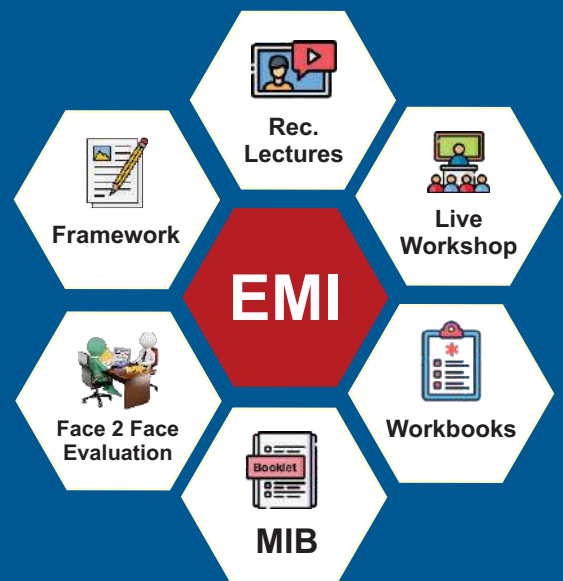 Rec.
Lectures
Live
Workshop
Framework
EMI
Workbooks
Face 2 Face
Evaluation
Booklet
MIB